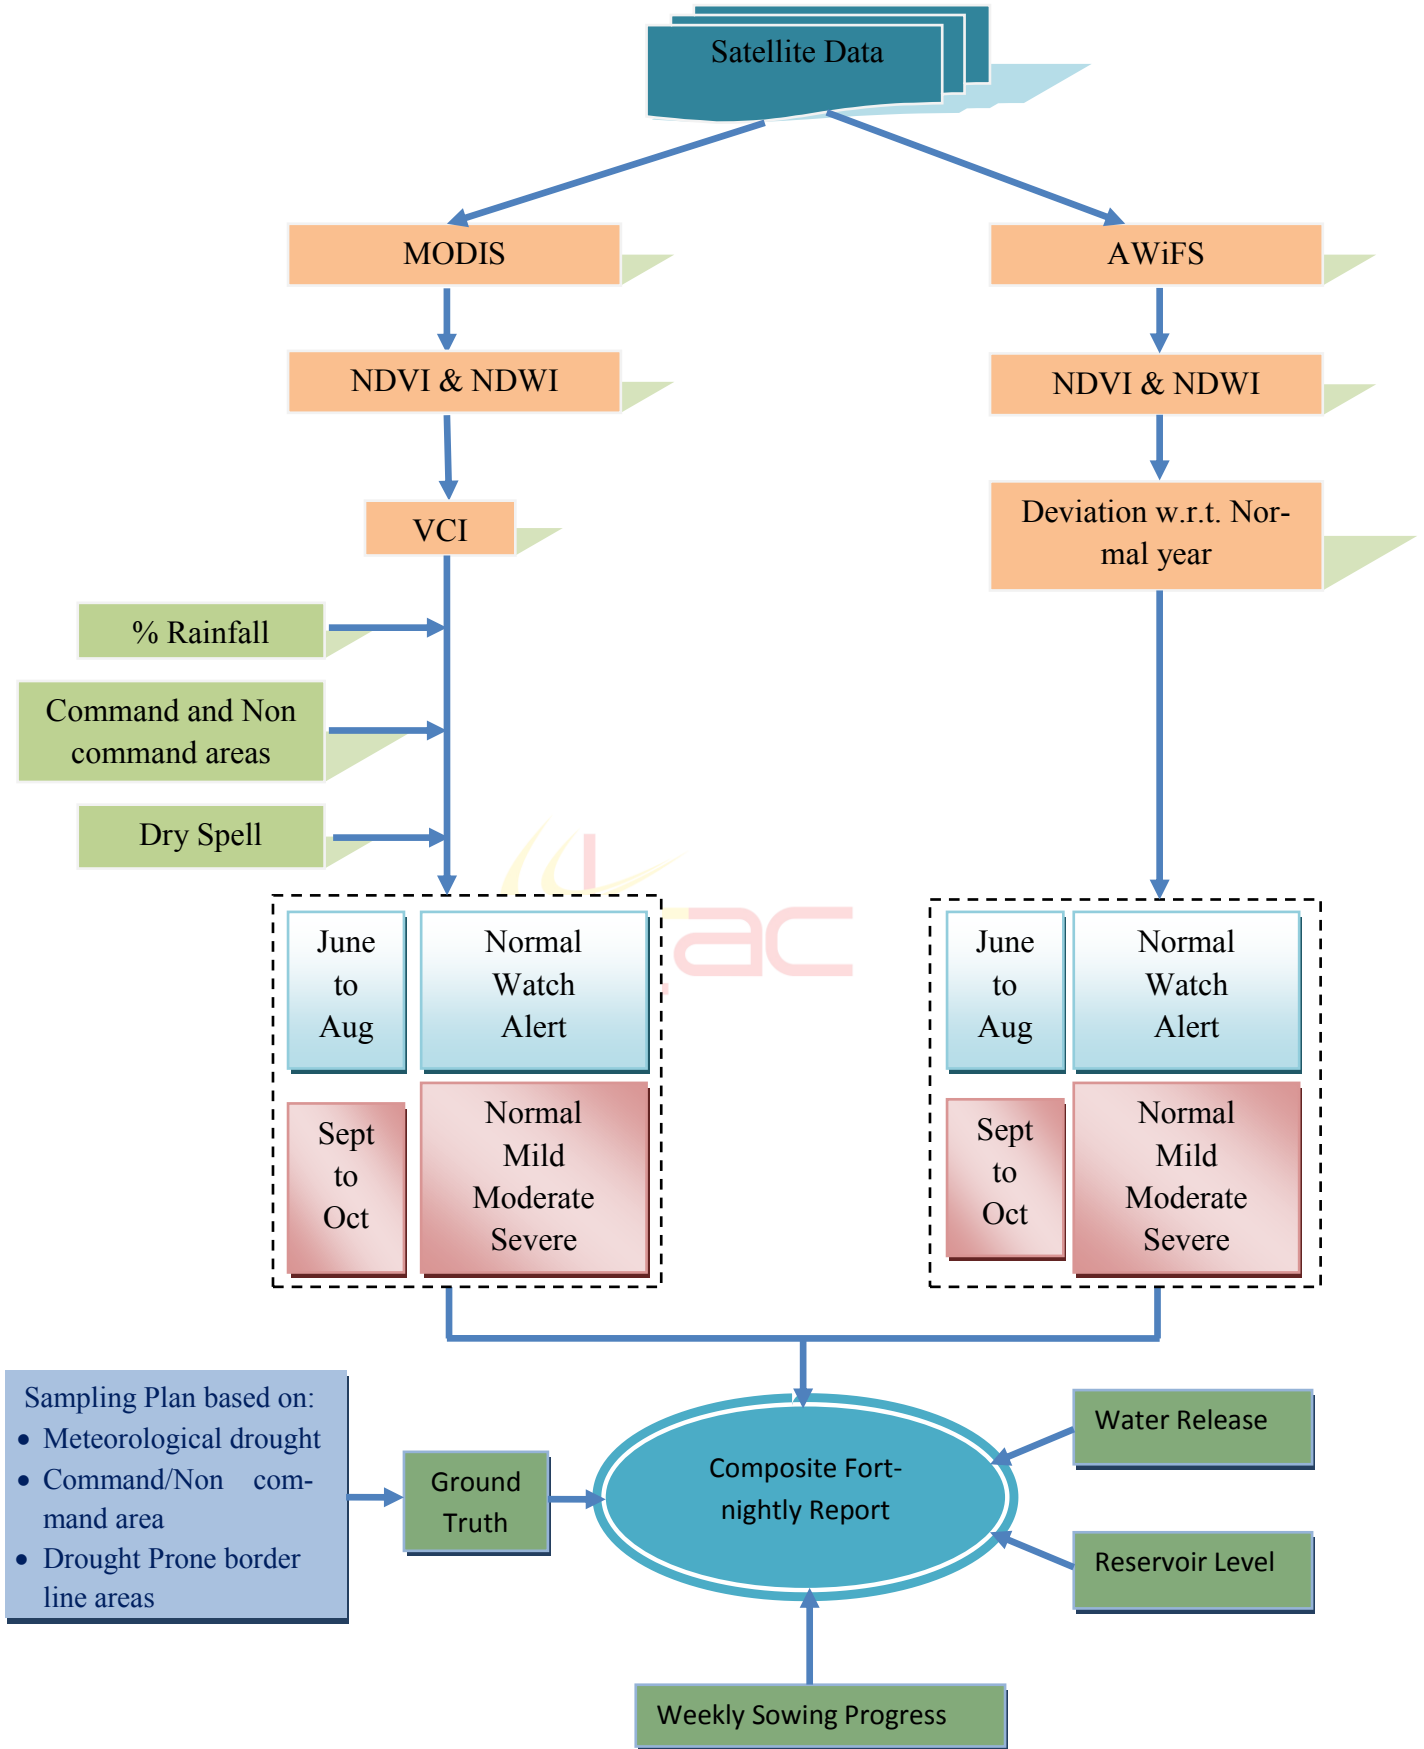 Satellite Data
MODIS
AWiFS
NDVI & NDWI
NDVI & NDWI
VCI
Deviation w.r.t. Nor-
mal year
% Rainfall
Command and Non
command areas
Dry Spell
June
to
Aug
Normal
Watch
Alert
Sept
to
Oct
Normal
Mild
Moderate
Severe
June
to
Aug
Normal
Watch
Alert
Sept
to
Oct
Normal
Mild
Moderate
Severe
Sampling Plan based on:
• Meteorological drought
• Command/Non com-
mand area
• Drought Prone border
line areas
Ground
Truth
Composite Fort-
nightly Report
Water Release
Reservoir Level
Weekly Sowing Progress